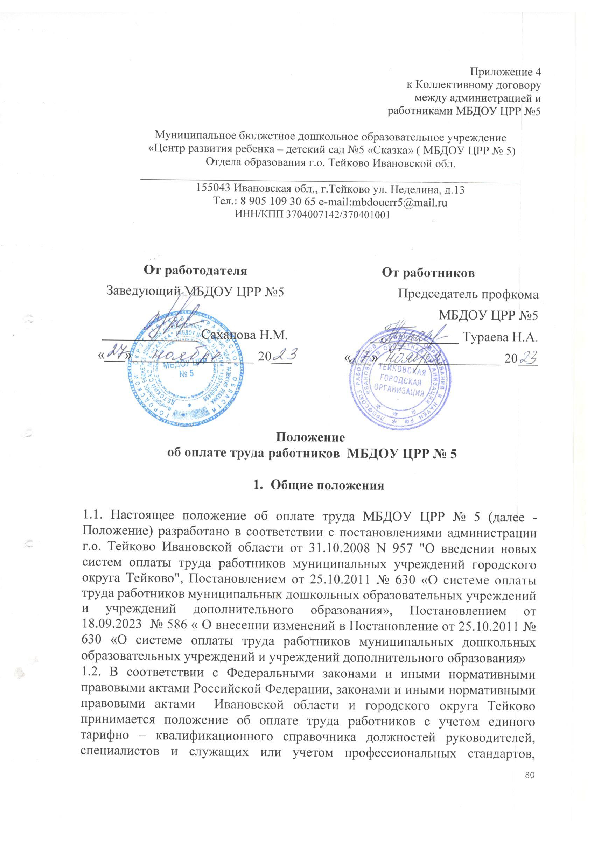 Приложение 4
к Коллективному договору
между администрацией и
работниками МБДОУ ЦРР №5
Муниципальное бюджетное дошкольное образовательное учреждение
«Центр развития ребенка – детский сад №5 «Сказка» ( МБДОУ ЦРР № 5)
Отдела образования г.о. Тейково Ивановской обл.
155043 Ивановская обл., г.Тейково ул. Неделина, д.13
Тел.: 8 905 109 30 65 e-mail:mbdoucrr5@mail.ru
ИНН/КПП 3704007142/370401001
От работодателя
Заведующий МБДОУ ЦРР №5
Саханова Н.М.
«27» ноября 2023
№ 5
От работников
Председатель профкома
МБДОУ ЦРР №5
Тураева Н.А.
«27» ноября 2023
ТЕЙКОВСКАЯ
ГОРОДСКАЯ
ОРГАНИЗАЦИЯ
Положение
об оплате труда работников МБДОУ ЦРР № 5
1. Общие положения
1.1. Настоящее положение об оплате труда МБДОУ ЦРР № 5 (далее -
Положение) разработано в соответствии с постановлениями администрации
г.о. Тейково Ивановской области от 31.10.2008 N 957 "О введении новых
систем оплаты труда работников муниципальных учреждений городского
округа Тейково", Постановлением от 25.10.2011 № 630 «О системе оплаты
труда работников муниципальных дошкольных образовательных учреждений
и учреждений дополнительного образования», Постановлением от
18.09.2023 № 586 « О внесении изменений в Постановление от 25.10.2011 №
630 «О системе оплаты труда работников муниципальных дошкольных
образовательных учреждений и учреждений дополнительного образования»
1.2. В соответствии с Федеральными законами и иными нормативными
правовыми актами Российской Федерации, законами и иными нормативными
правовыми актами Ивановской области и городского округа Тейково
принимается положение об оплате труда работников с учетом единого
тарифно – квалификационного справочника должностей руководителей,
специалистов и служащих или учетом профессиональных стандартов,
80